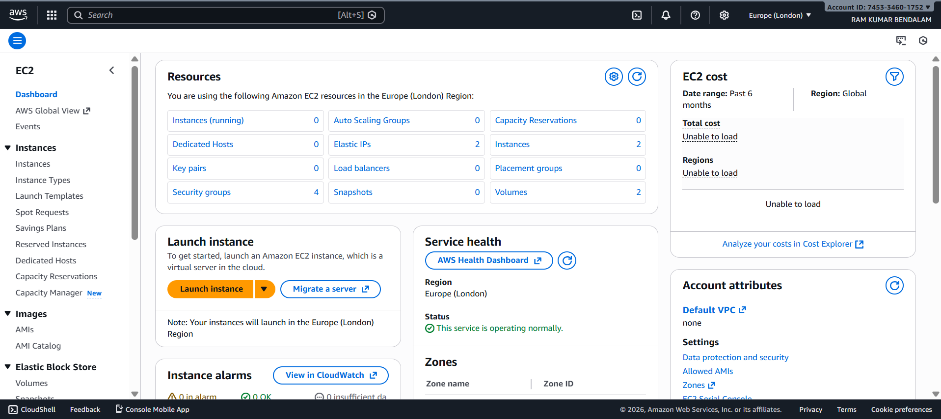 aws
Search [Alt+S]
Europe (London)
Account ID: 7453-3460-1752
RAM KUMAR BENDALAM
EC2
Dashboard
AWS Global View
Events
Instances
Instances
Instance Types
Launch Templates
Spot Requests
Savings Plans
Reserved Instances
Dedicated Hosts
Capacity Reservations
Capacity Manager New
Images
AMIs
AMI Catalog
Elastic Block Store
Volumes
Snapshots
Resources
You are using the following Amazon EC2 resources in the Europe (London) Region:
Instances (running) 0
Auto Scaling Groups 0
Capacity Reservations 0
Dedicated Hosts 0
Elastic IPs 2
Instances 2
Key pairs 0
Load balancers 0
Placement groups 0
Security groups 4
Snapshots 0
Volumes 2
Launch instance
To get started, launch an Amazon EC2 instance, which is a
virtual server in the cloud.
Launch instance
Migrate a server
Note: Your instances will launch in the Europe (London)
Region
Instance alarms
View in CloudWatch
0 in alarm
0 OK
0 insufficient da
Service health
AWS Health Dashboard
Region
Europe (London)
Status
This service is operating normally.
Zones
Zone name
Zone ID
EC2 cost
Date range: Past 6
months
Region: Global
Total cost
Unable to load
Regions
Unable to load
Unable to load
Analyze your costs in Cost Explorer
Account attributes
Default VPC
none
Settings
Data protection and security
Allowed AMIs
Zones
EC2 Serial Console
CloudShell
Feedback
Console Mobile App
© 2026, Amazon Web Services, Inc. or its affiliates.
Privacy
Terms
Cookie preferences